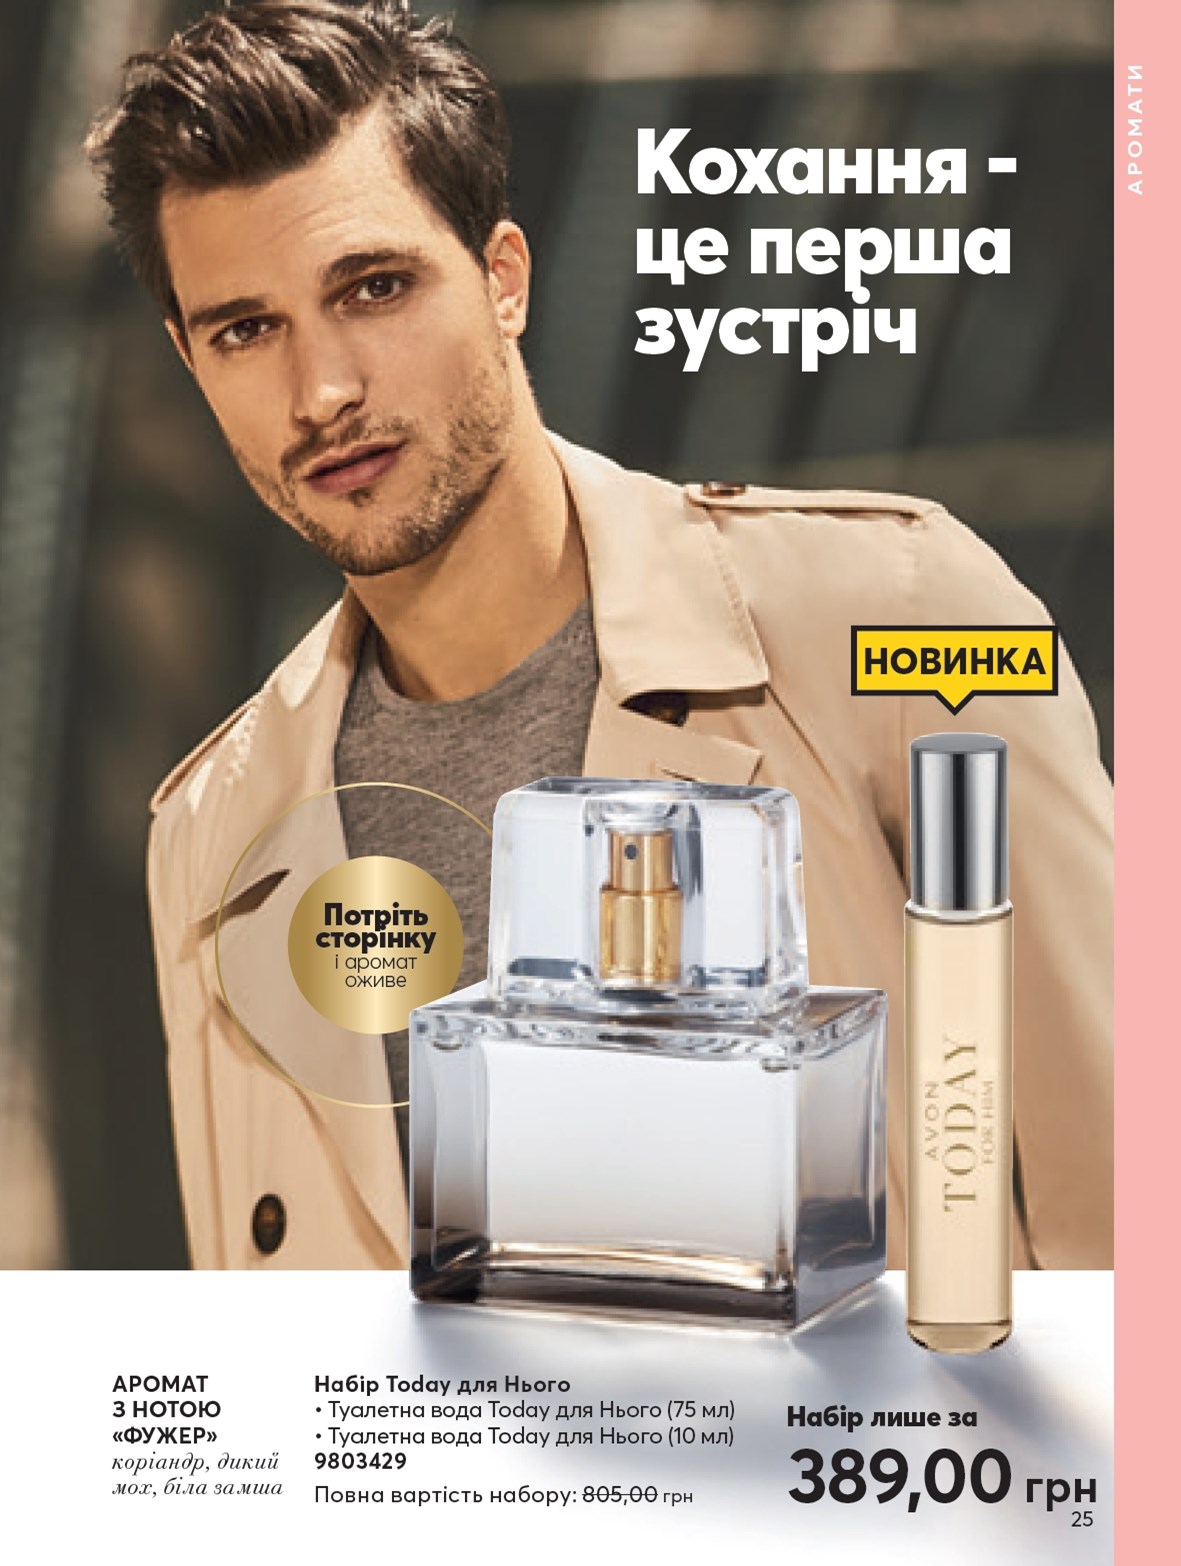 АРОМАТИ
Кохання -
це перша
зустріч
НОВИНКА
Потріть
сторінку
і аромат
оживе
AVON
TODAY
FOR HIM
АРОМАТ
З НОТОЮ
«ФУЖЕР»
коріандр, дикий
мох, біла замша
Набір Today для Нього
• Туалетна вода Today для Нього (75 мл)
• Туалетна вода Today для Нього (10 мл)
9803429
Повна вартість набору: 805,00 грн
Набір лише за
389,00 грн
25